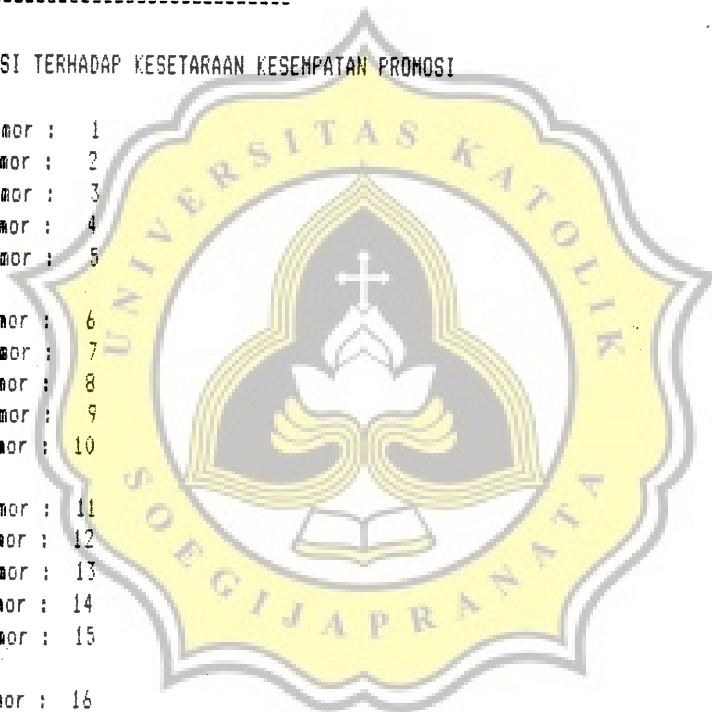 SI TERHADAP KESETARAAN KESEMPATAN PROMOSI
mor : 1
mor : 2
mor : 3
mor : 4
mor : 5
mor : 6
mor : 7
mor : 8
mor : 9
mor : 10
mor : 11
mor : 12
mor : 13
mor : 14
mor : 15
mor : 16
UNIVERSITAS KATOLIK
SOEGIJAPRANATA